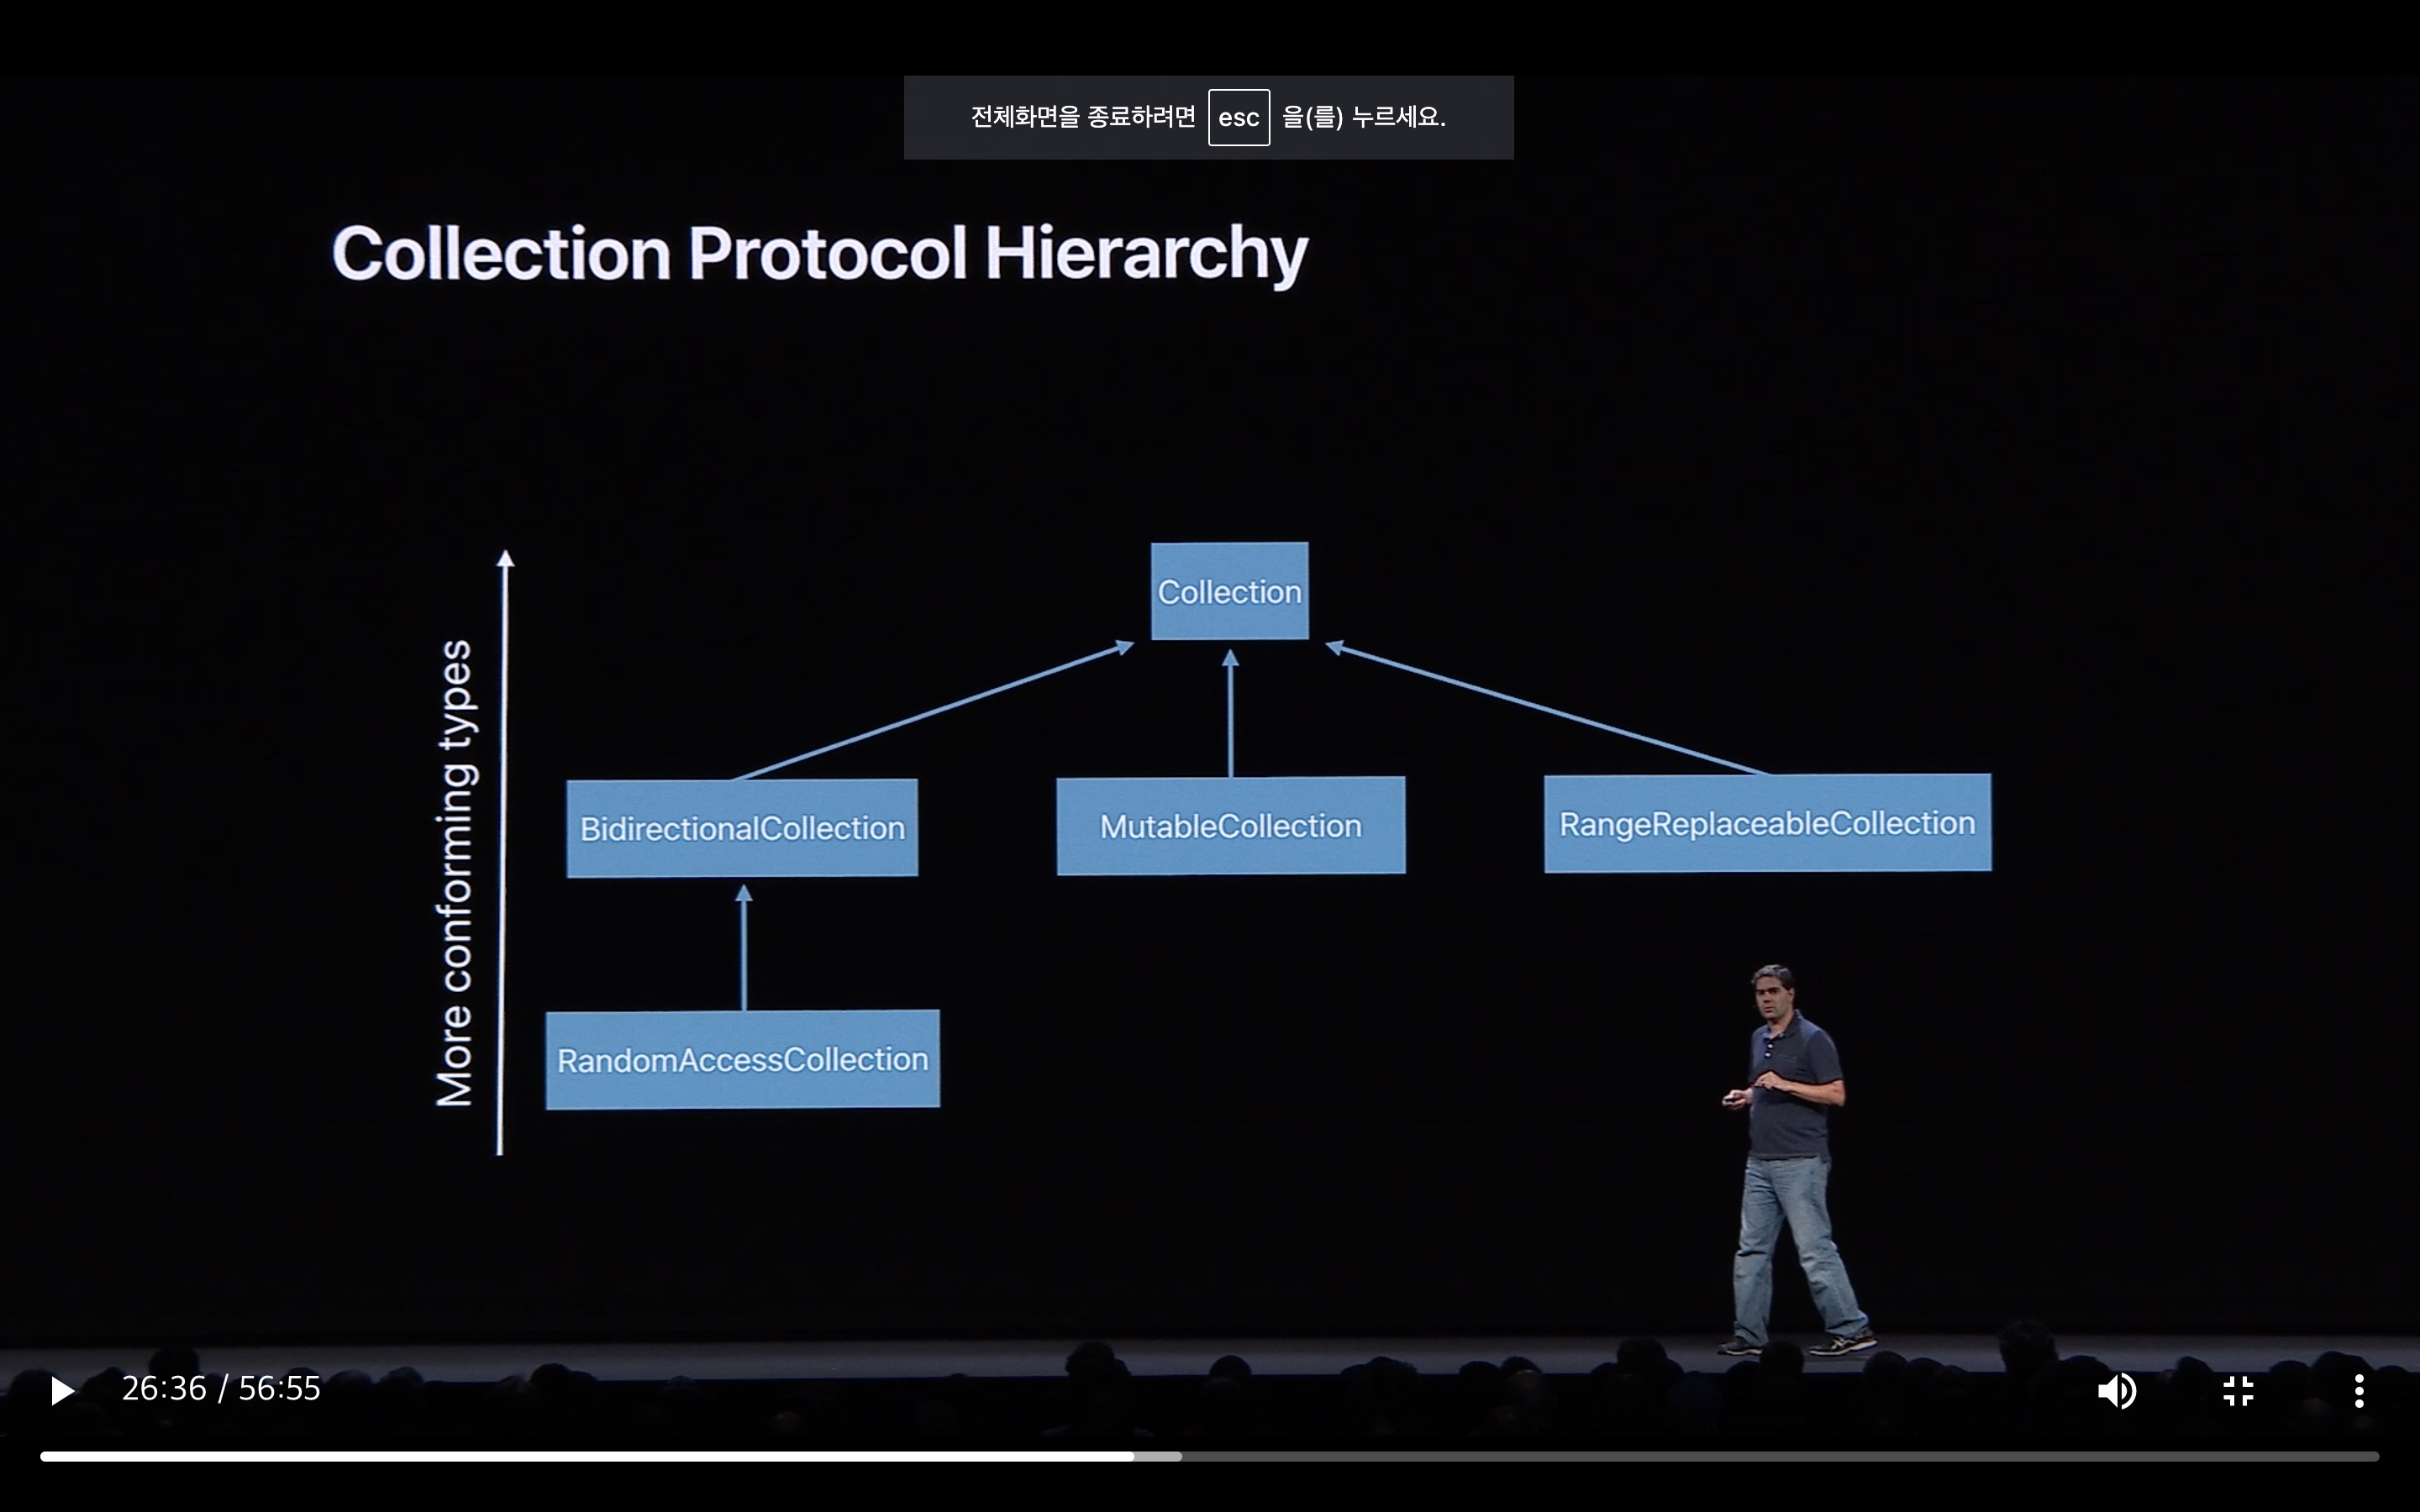 전체화면을 종료하려면 esc 을(를) 누르세요.
Collection Protocol Hierarchy
More conforming types
Collection
BidirectionalCollection
MutableCollection
RangeReplaceableCollection
RandomAccessCollection
26:36 / 56:55